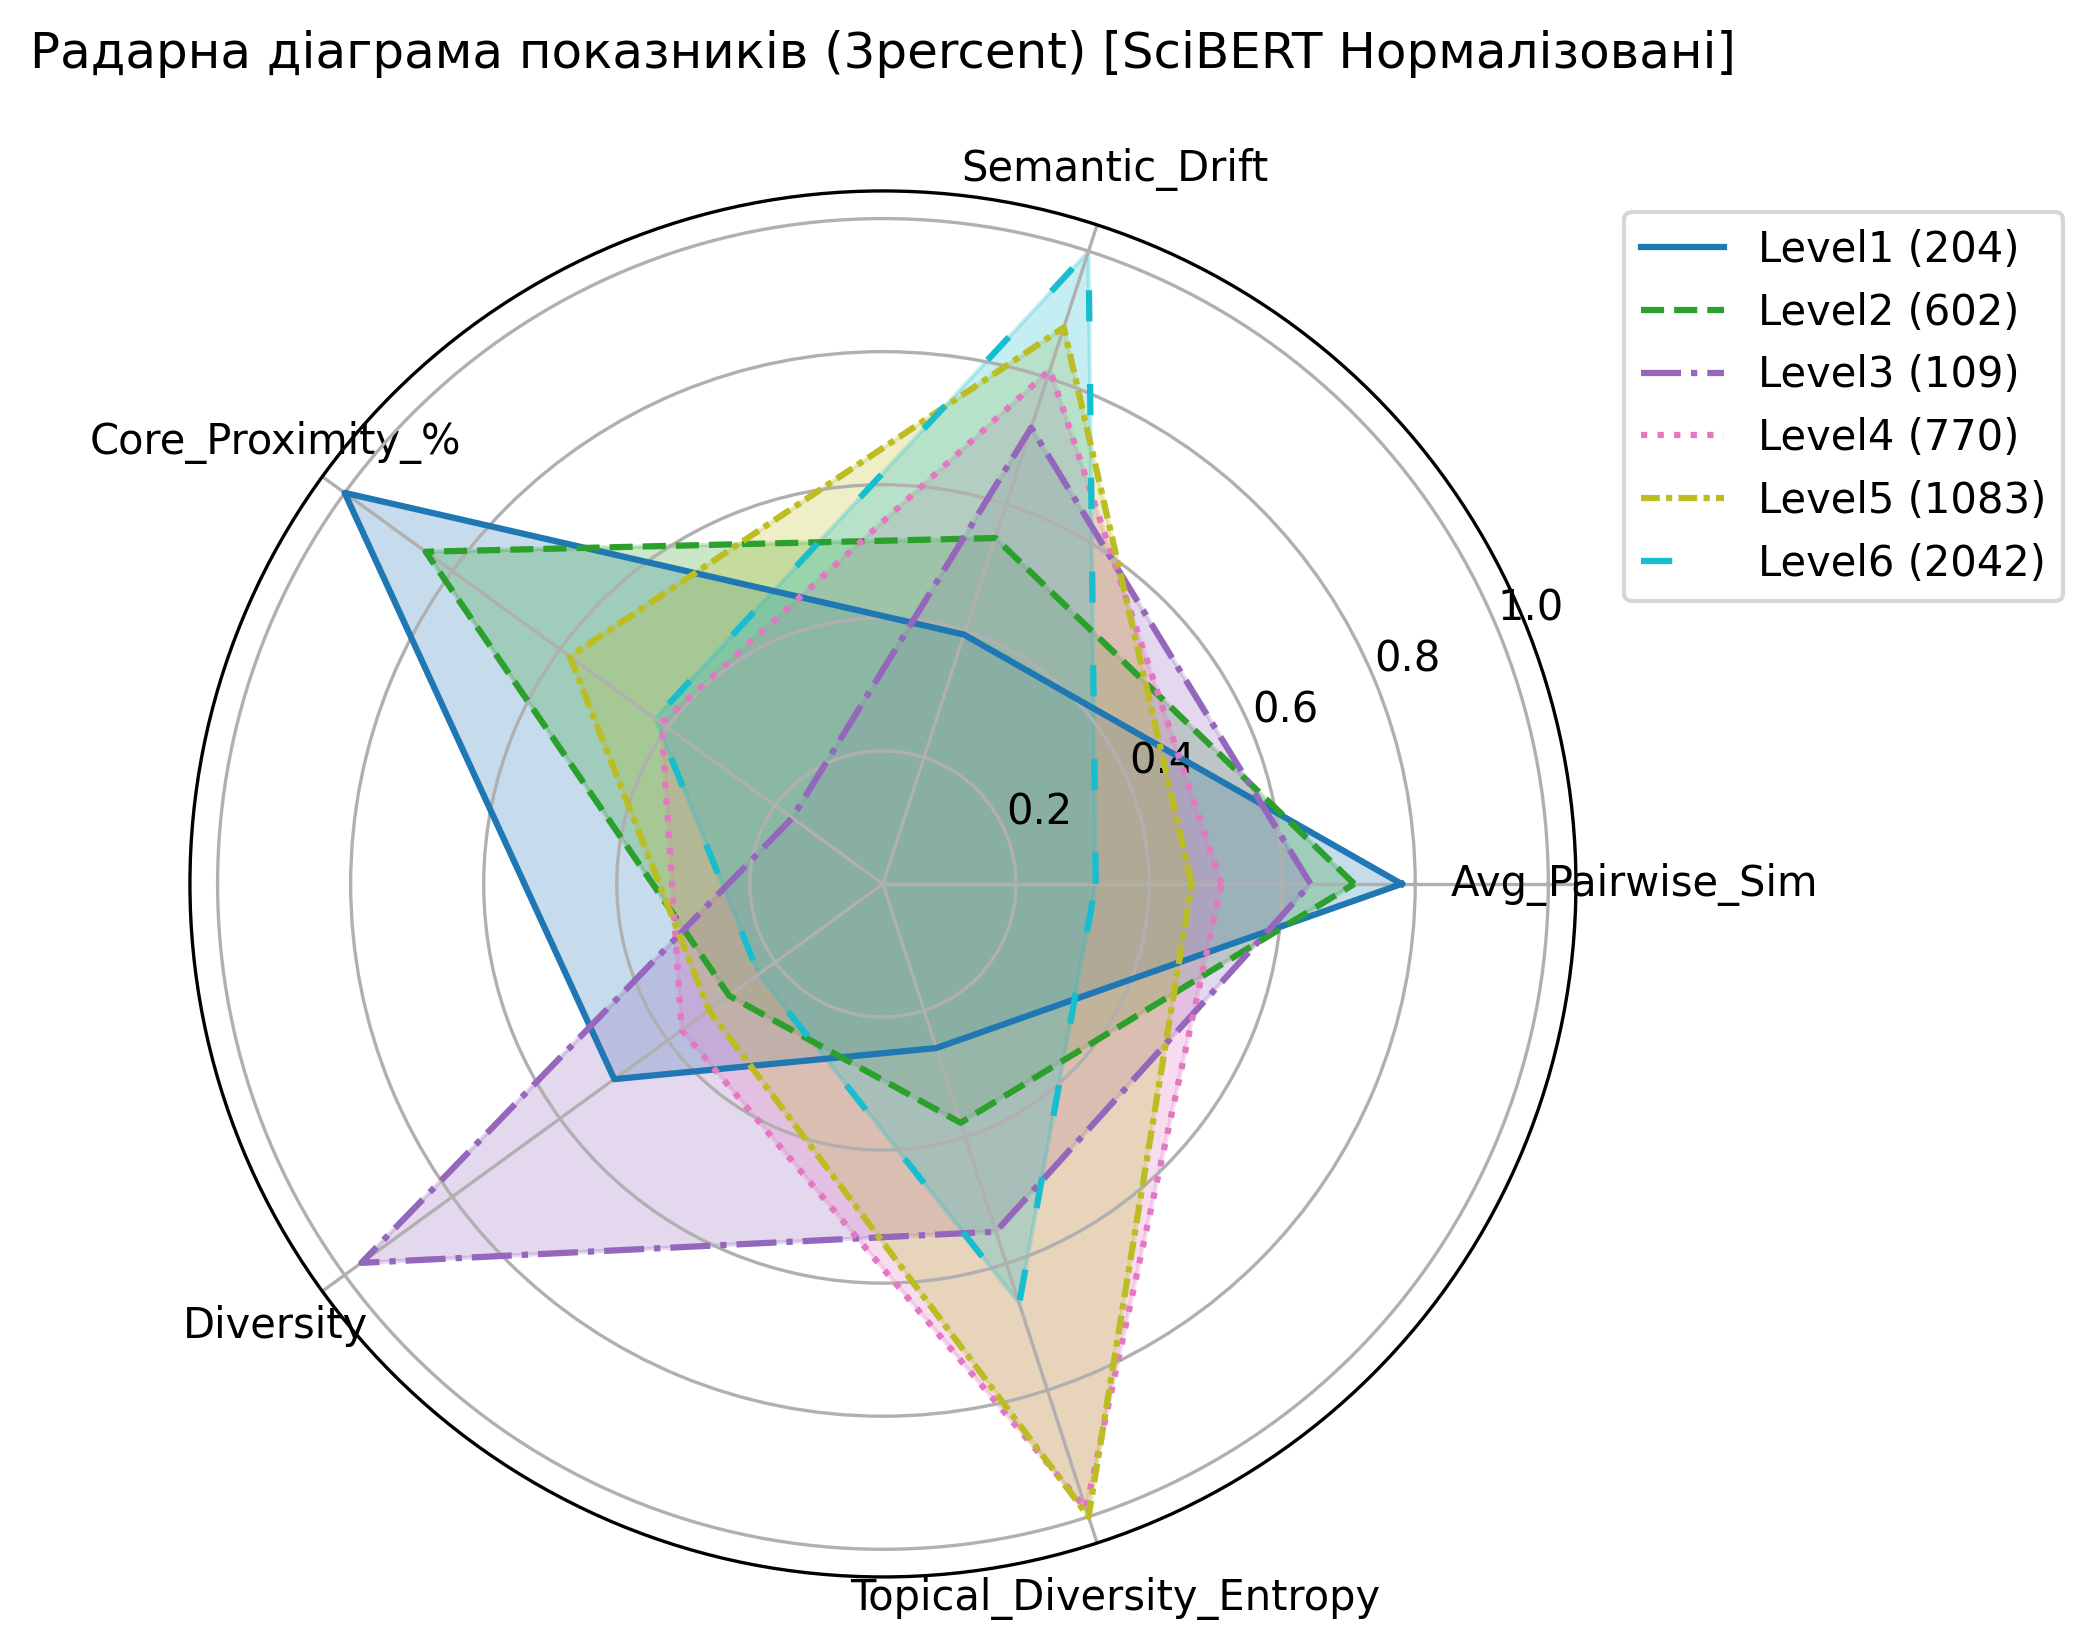 Радарна діаграма показників (3percent) [SciBERT Нормалізовані]
Semantic_Drift
Level1 (204)
Level2 (602)
Level3 (109)
Level4 (770)
Level5 (1083)
Level6 (2042)
Core_Proximity_%
1.0
0.8
0.6
0.4
0.2
Avg_Pairwise_Sim
Diversity
Topical_Diversity_Entropy